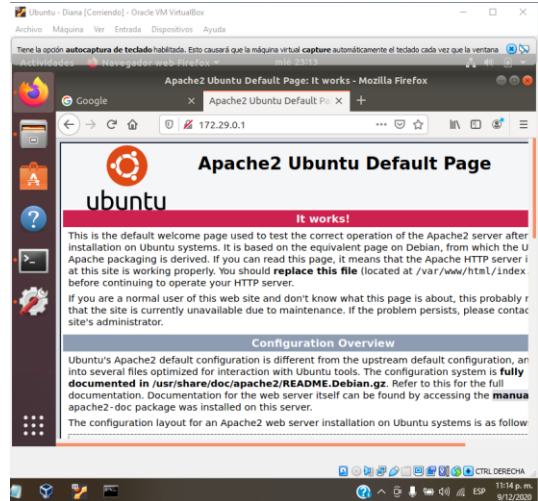 Ubuntu - Diana [Corriendo] - Oracle VM VirtualBox
Archivo Máquina Ver Entrada Dispositivos Ayuda
Tiene la opción autocaptura de teclado habilitada. Esto causará que la máquina virtual capture automáticamente el teclado cada vez que la ventana
Actividades Navegador web Firefox mié 23:13
Apache2 Ubuntu Default Page: It works - Mozilla Firefox
Google Apache2 Ubuntu Default Pa
172.29.0.1
Apache2 Ubuntu Default Page
ubuntu
It works!
This is the default welcome page used to test the correct operation of the Apache2 server after
installation on Ubuntu systems. It is based on the equivalent page on Debian, from which the U
Apache packaging is derived. If you can read this page, it means that the Apache HTTP server i
at this site is working properly. You should replace this file (located at /var/www/html/index.
before continuing to operate your HTTP server.
If you are a normal user of this web site and don't know what this page is about, this probably
that the site is currently unavailable due to maintenance. If the problem persists, please contac
site's administrator.
Configuration Overview
Ubuntu's Apache2 default configuration is different from the upstream default configuration, an
into several files optimized for interaction with Ubuntu tools. The configuration system is fully
documented in /usr/share/doc/apache2/README.Debian.gz. Refer to this for the full
documentation. Documentation for the web server itself can be found by accessing the manua
apache2-doc package was installed on this server.
The configuration layout for an Apache2 web server installation on Ubuntu systems is as follow
CTRL DERECHA
ESP
11:14 p. m.
9/12/2020